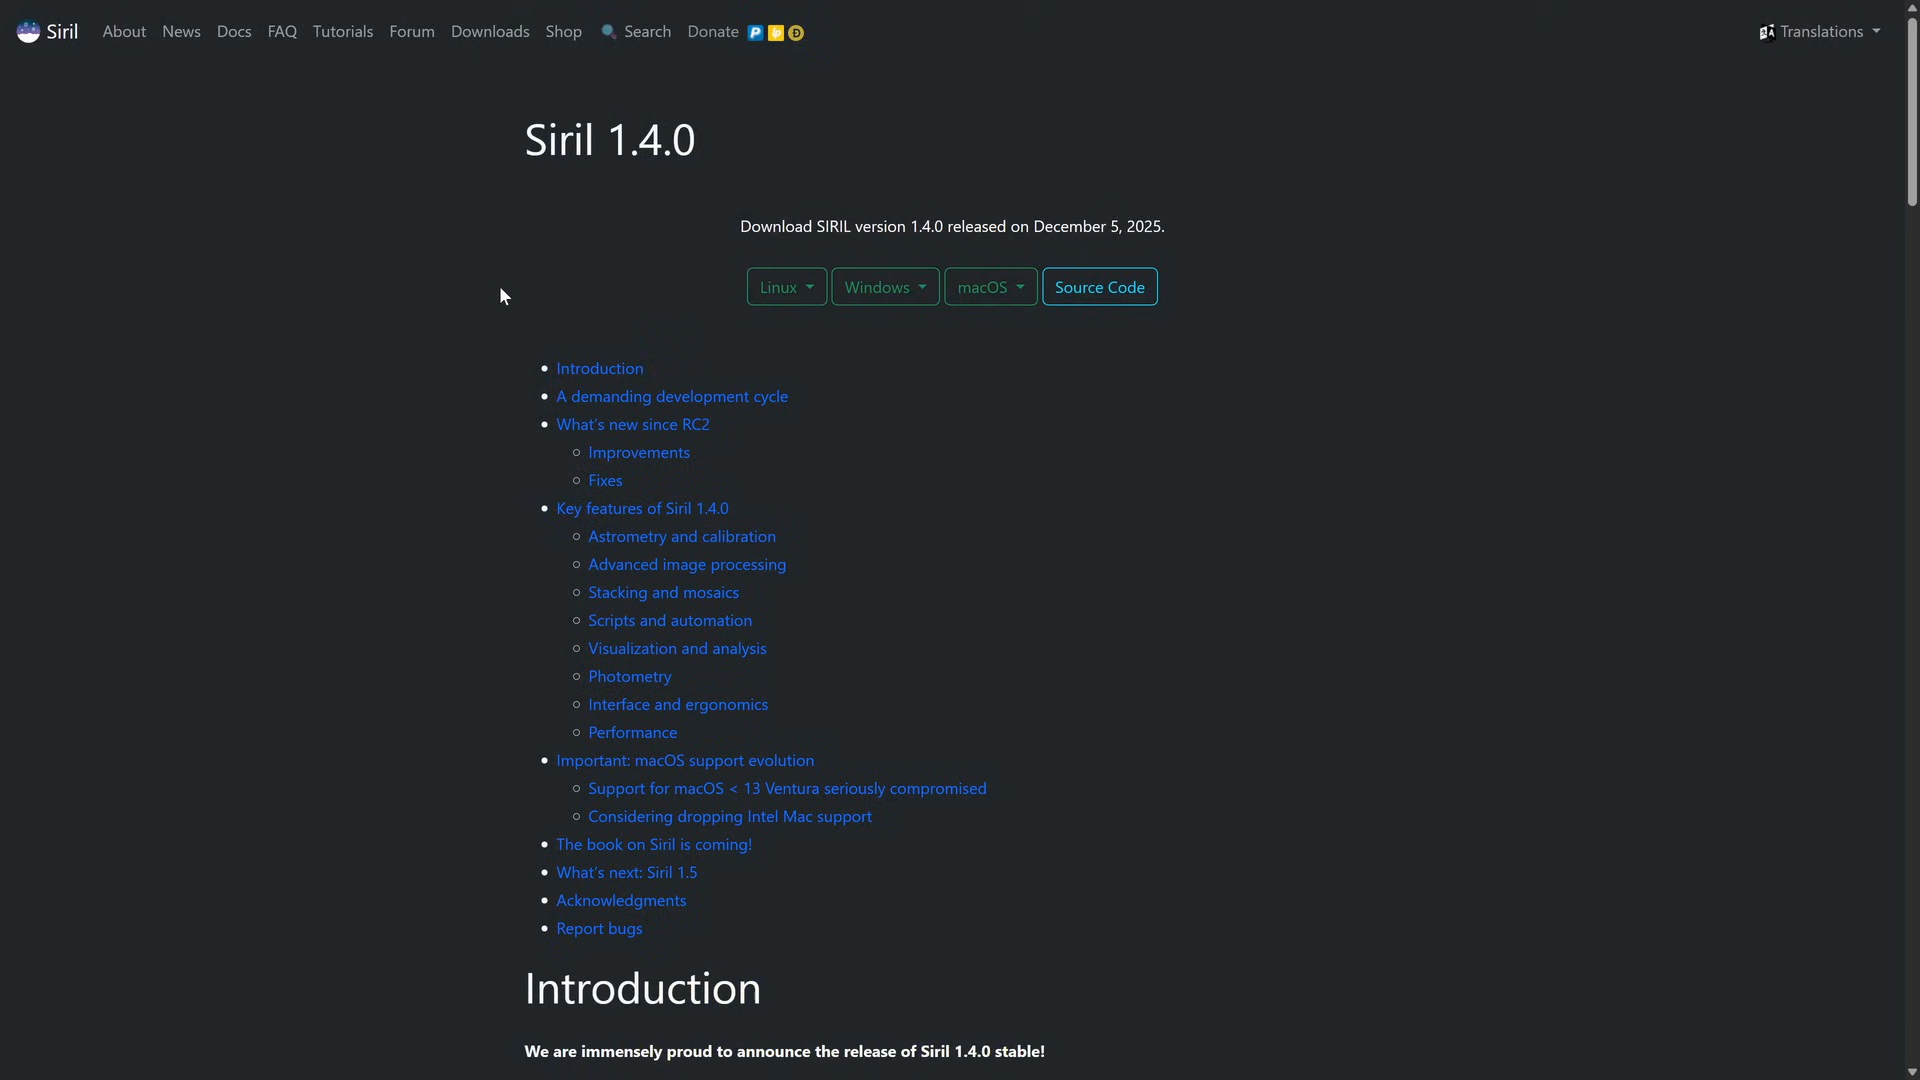 Siril About News Docs FAQ Tutorials Forum Downloads Shop Search Donate Translations
Siril 1.4.0
Download SIRIL version 1.4.0 released on December 5, 2025.
Linux Windows macOS Source Code
Introduction
A demanding development cycle
What's new since RC2
Improvements
Fixes
Key features of Siril 1.4.0
Astrometry and calibration
Advanced image processing
Stacking and mosaics
Scripts and automation
Visualization and analysis
Photometry
Interface and ergonomics
Performance
Important: macOS support evolution
Support for macOS < 13 Ventura seriously compromised
Considering dropping Intel Mac support
The book on Siril is coming!
What's next: Siril 1.5
Acknowledgments
Report bugs
Introduction
We are immensely proud to announce the release of Siril 1.4.0 stable!